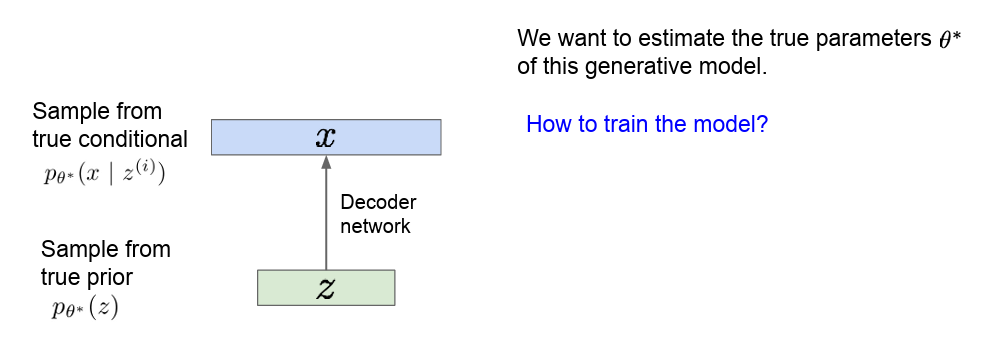 We want to estimate the true parameters θ*
of this generative model.
How to train the model?
Sample from
true conditional
p_θ*(x | z^(i))
x
Decoder
network
Sample from
true prior
p_θ*(z)
z